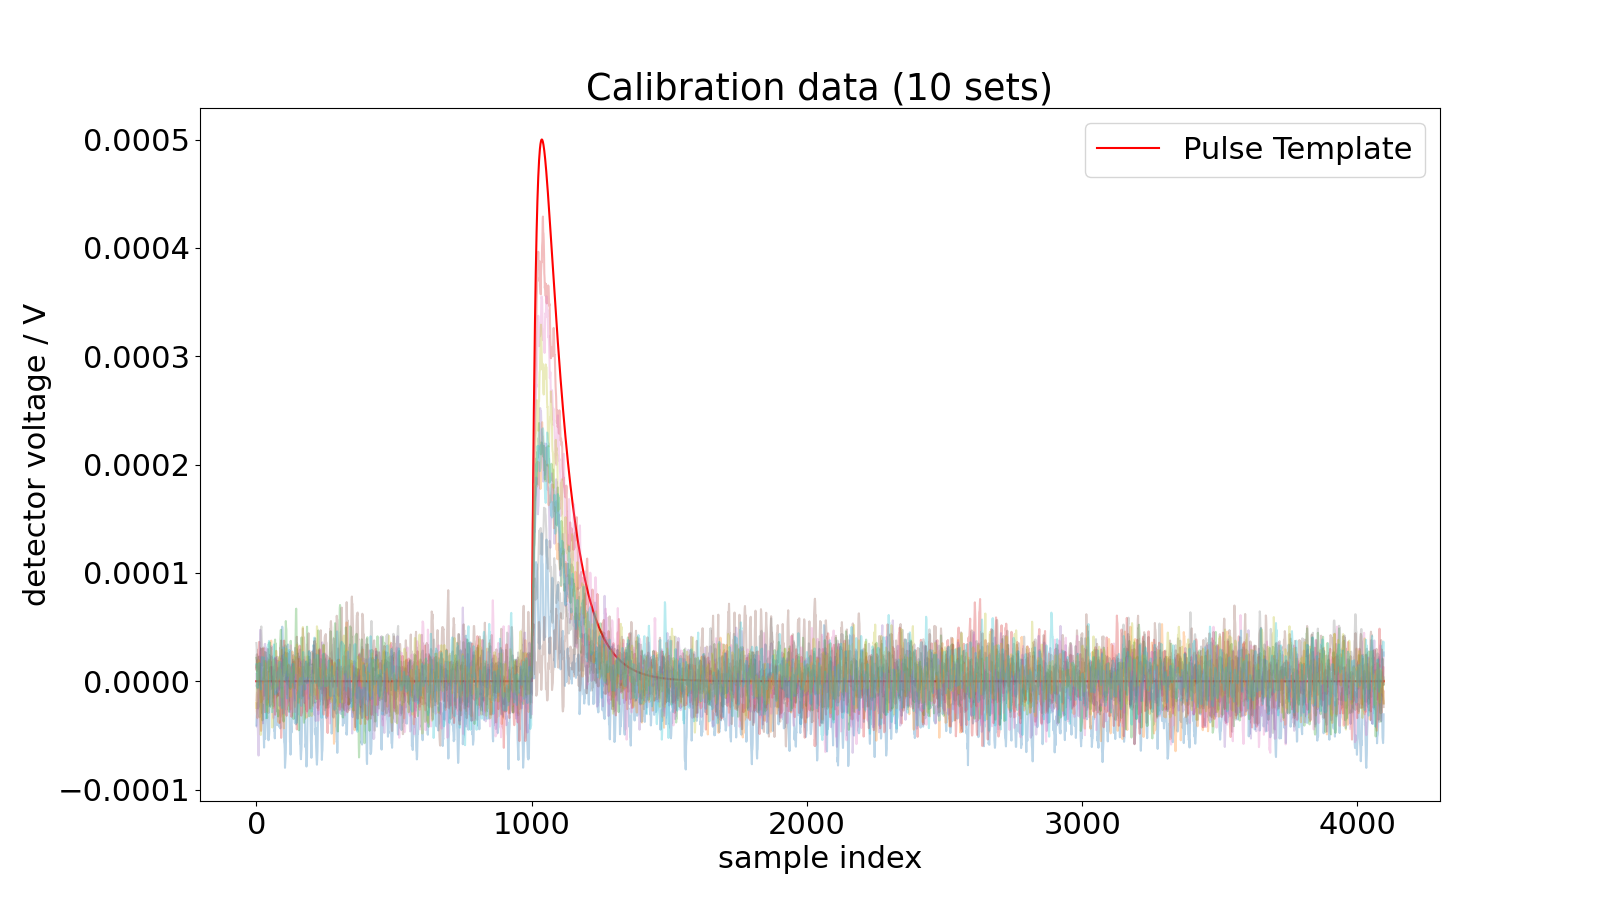 Calibration data (10 sets)
Pulse Template
detector voltage / V
0.0005
0.0004
0.0003
0.0002
0.0001
0.0000
−0.0001
0 1000 2000 3000 4000
sample index